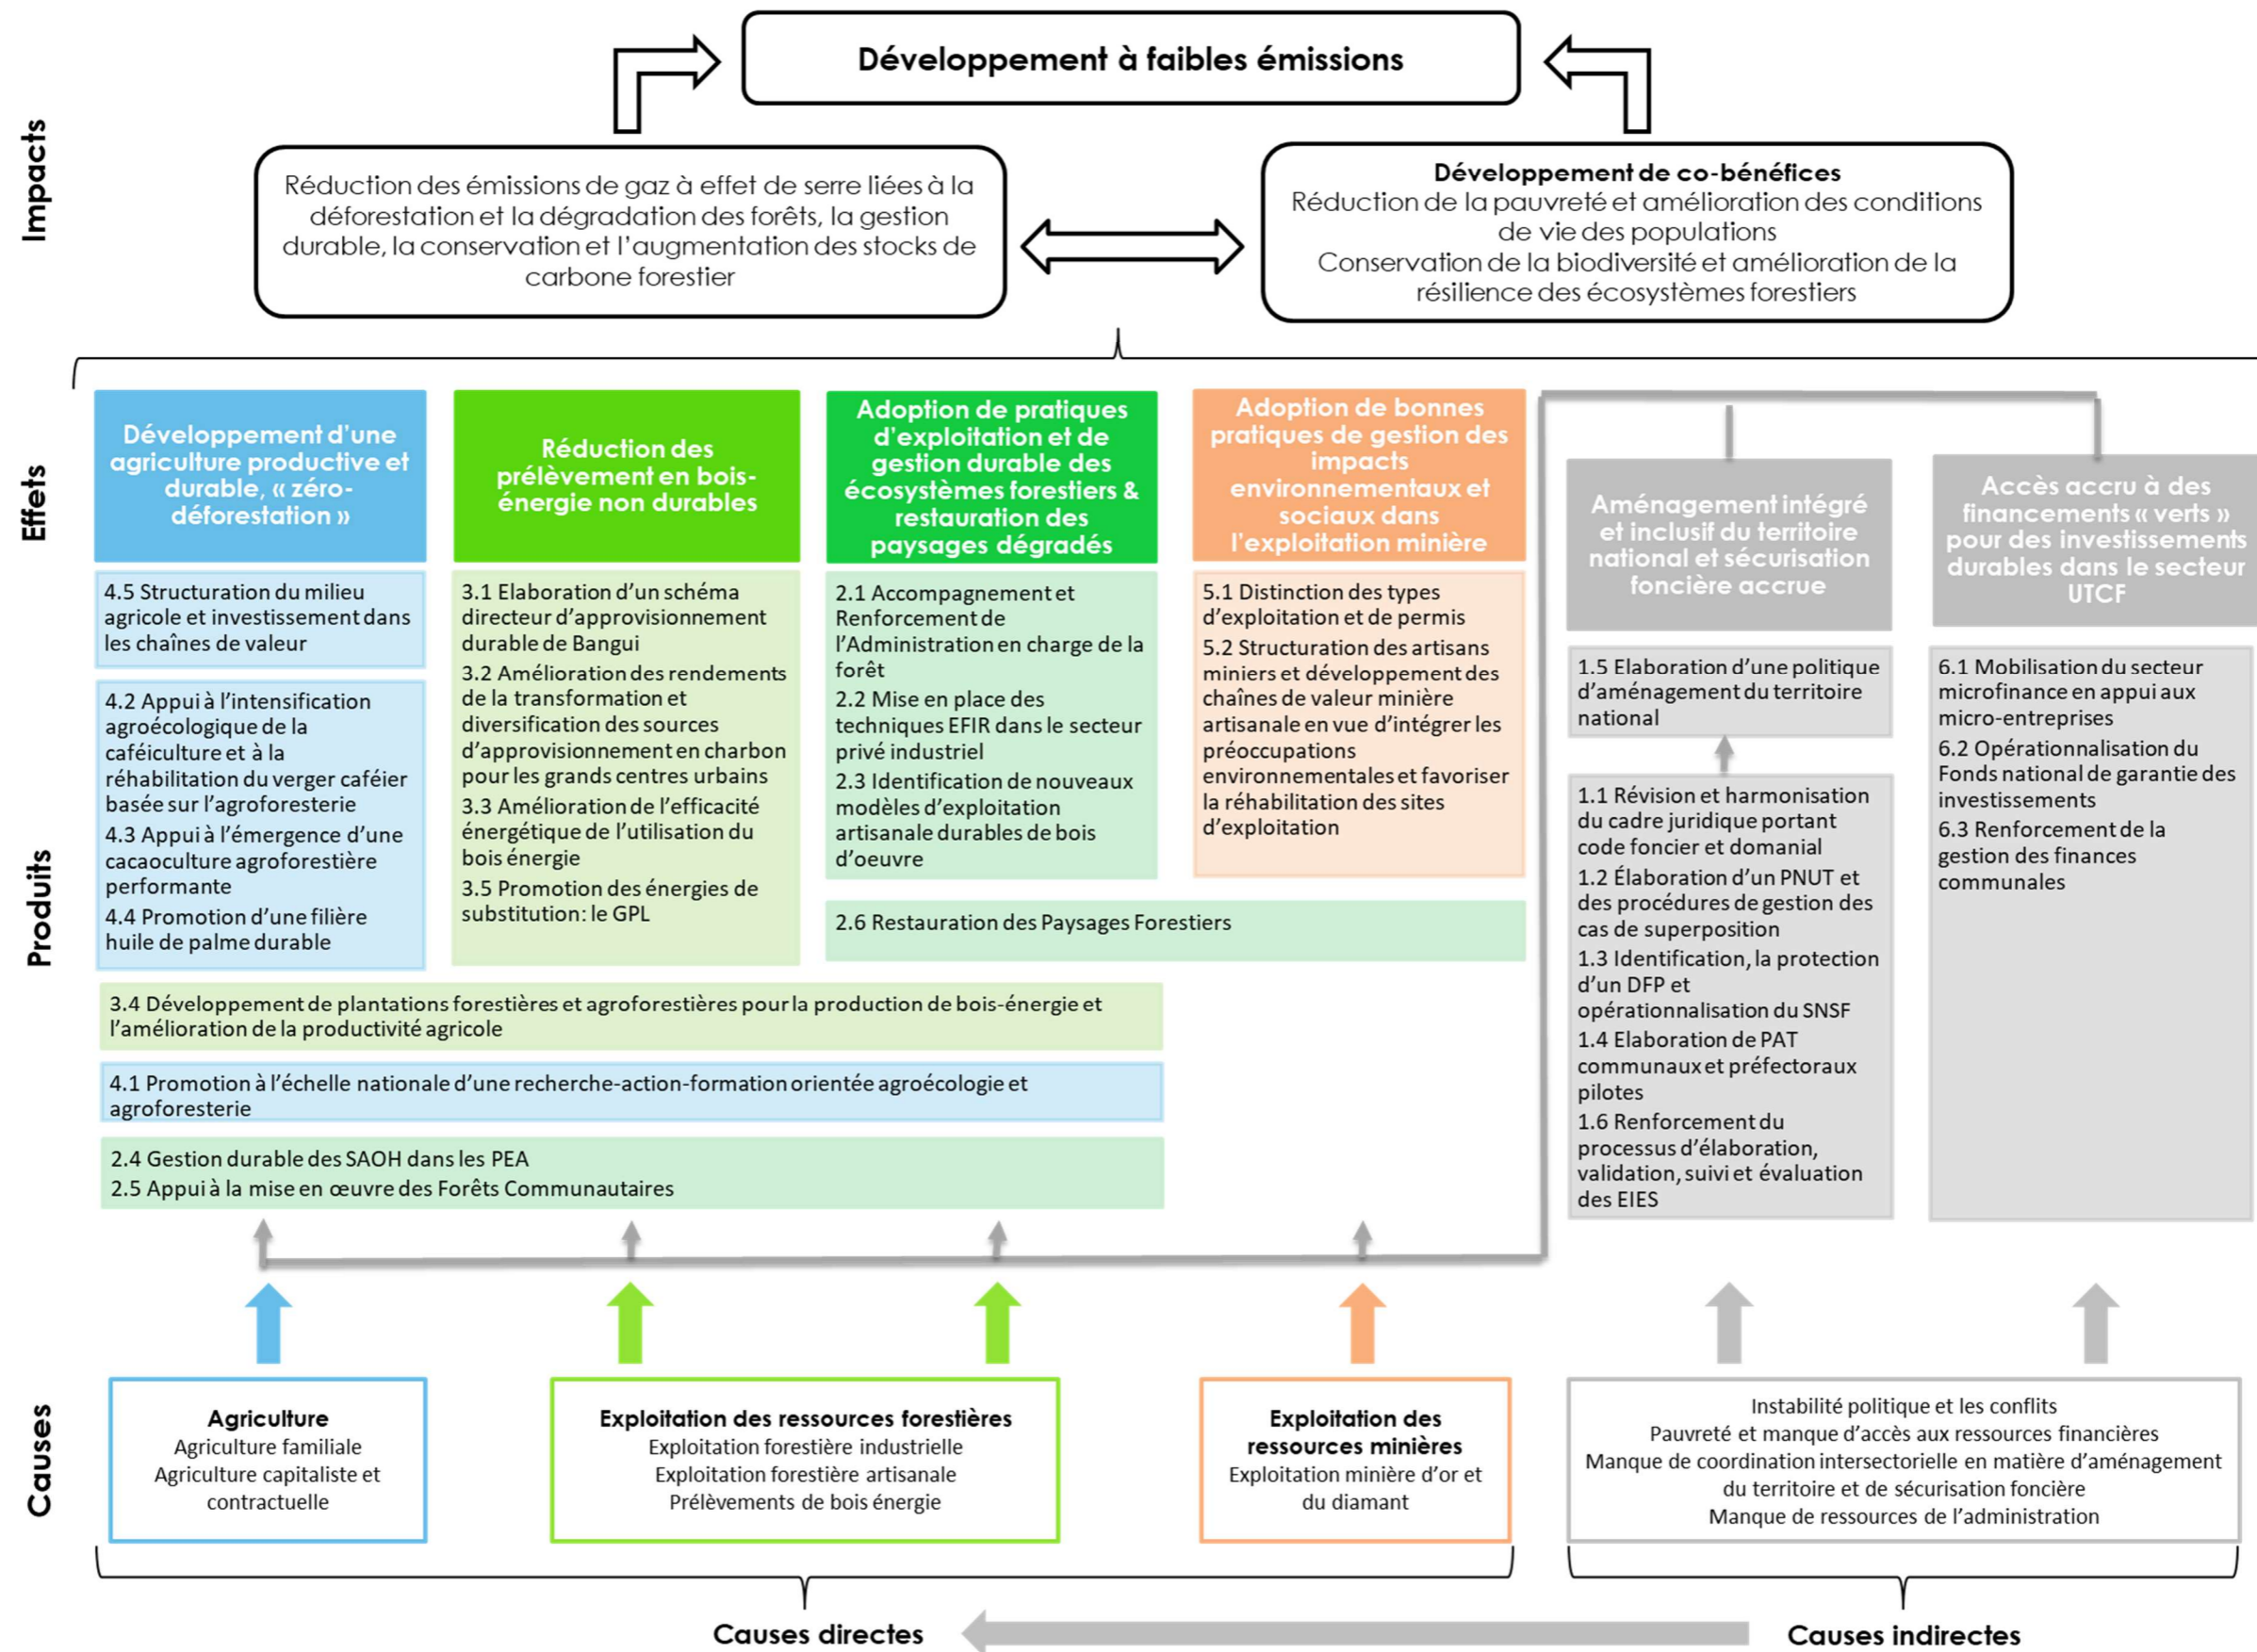 Impacts
Développement à faibles émissions
Réduction des émissions de gaz à effet de serre liées à la
déforestation et la dégradation des forêts, la gestion
durable, la conservation et l'augmentation des stocks de
carbone forestier
Développement de co-bénéfices
Réduction de la pauvreté et amélioration des conditions
de vie des populations
Conservation de la biodiversité et amélioration de la
résilience des écosystèmes forestiers
Effets
Développement d'une
agriculture productive et
durable, « zéro-
déforestation »
Réduction des
prélèvement en bois-
énergie non durables
Adoption de pratiques
d'exploitation et de
gestion durable des
écosystèmes forestiers &
restauration des
paysages dégradés
Adoption de bonnes
pratiques de gestion des
impacts
environnementaux et
sociaux dans
l'exploitation minière
Aménagement intégré
et inclusif du territoire
national et sécurisation
foncière accrue
Accès accru à des
financements « verts »
pour des investissements
durables dans le secteur
UTCF
Produits
4.5 Structuration du milieu
agricole et investissement dans
les chaînes de valeur
4.2 Appui à l'intensification
agroécologique de la
caféiculture et à la
réhabilitation du verger caféier
basée sur l'agroforesterie
4.3 Appui à l'émergence d'une
cacaoculture agroforestière
performante
4.4 Promotion d'une filière
huile de palme durable
3.1 Elaboration d'un schéma
directeur d'approvisionnement
durable de Bangui
3.2 Amélioration des rendements
de la transformation et
diversification des sources
d'approvisionnement en charbon
pour les grands centres urbains
3.3 Amélioration de l'efficacité
énergétique de l'utilisation du
bois énergie
3.5 Promotion des énergies de
substitution: le GPL
2.1 Accompagnement et
Renforcement de
l'Administration en charge de la
forêt
2.2 Mise en place des
techniques EFIR dans le secteur
privé industriel
2.3 Identification de nouveaux
modèles d'exploitation
artisanale durables de bois
d'oeuvre
5.1 Distinction des types
d'exploitation et de permis
5.2 Structuration des artisans
miniers et développement des
chaînes de valeur minière
artisanale en vue d'intégrer les
préoccupations
environnementales et favoriser
la réhabilitation des sites
d'exploitation
2.6 Restauration des Paysages Forestiers
3.4 Développement de plantations forestières et agroforestières pour la production de bois-énergie et
l'amélioration de la productivité agricole
4.1 Promotion à l'échelle nationale d'une recherche-action-formation orientée agroécologie et
agroforesterie
2.4 Gestion durable des SAOH dans les PEA
2.5 Appui à la mise en œuvre des Forêts Communautaires
1.5 Elaboration d'une politique
d'aménagement du territoire
national
1.1 Révision et harmonisation
du cadre juridique portant
code foncier et domanial
1.2 Élaboration d'un PNUT et
des procédures de gestion des
cas de superposition
1.3 Identification, la protection
d'un DFP et
opérationnalisation du SNSF
1.4 Elaboration de PAT
communaux et préfectoraux
pilotes
1.6 Renforcement du
processus d'élaboration,
validation, suivi et évaluation
des EIES
6.1 Mobilisation du secteur
microfinance en appui aux
micro-entreprises
6.2 Opérationnalisation du
Fonds national de garantie des
investissements
6.3 Renforcement de la
gestion des finances
communales
Causes
Agriculture
Agriculture familiale
Agriculture capitaliste et
contractuelle
Exploitation des ressources forestières
Exploitation forestière industrielle
Exploitation forestière artisanale
Prélèvements de bois énergie
Exploitation des
ressources minières
Exploitation minière d'or et
du diamant
Instabilité politique et les conflits
Pauvreté et manque d'accès aux ressources financières
Manque de coordination intersectorielle en matière d'aménagement
du territoire et de sécurisation foncière
Manque de ressources de l'administration
Causes directes
Causes indirectes